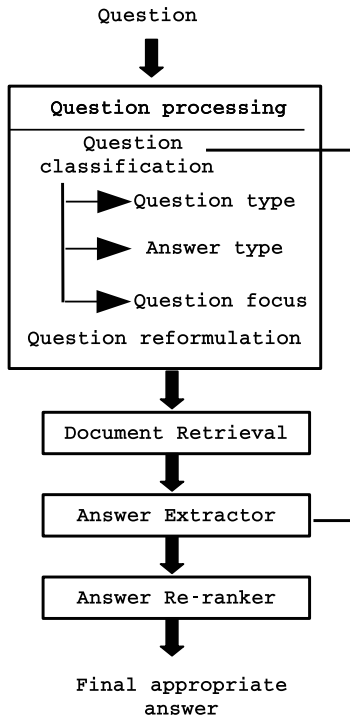 Question
Question processing
Question
classification
Question type
Answer type
Question focus
Question reformulation
Document Retrieval
Answer Extractor
Answer Re-ranker
Final appropriate
answer